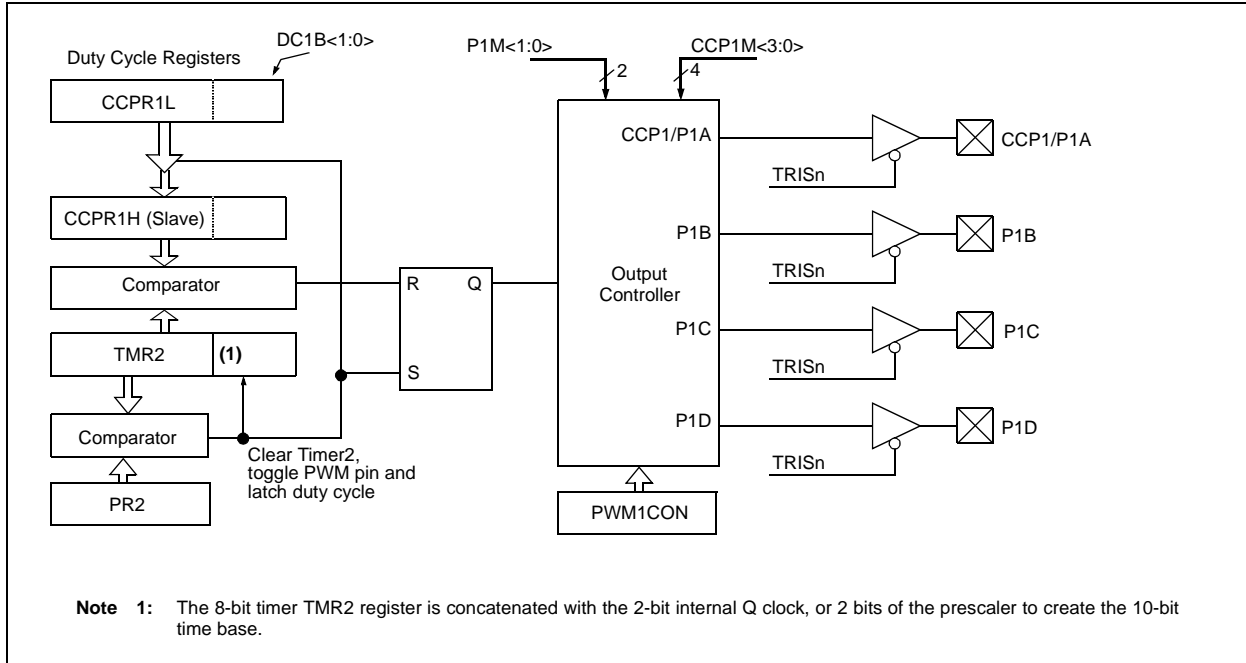 DC1B<1:0>
P1M<1:0>
CCP1M<3:0>
Duty Cycle Registers
2
4
CCPR1L
CCP1/P1A
CCP1/P1A
TRISn
CCPR1H (Slave)
P1B
P1B
Comparator
R
Q
Output
Controller
TRISn
TMR2
(1)
P1C
P1C
S
TRISn
Comparator
P1D
P1D
Clear Timer2,
toggle PWM pin and
latch duty cycle
TRISn
PR2
PWM1CON
Note 1: The 8-bit timer TMR2 register is concatenated with the 2-bit internal Q clock, or 2 bits of the prescaler to create the 10-bit
time base.